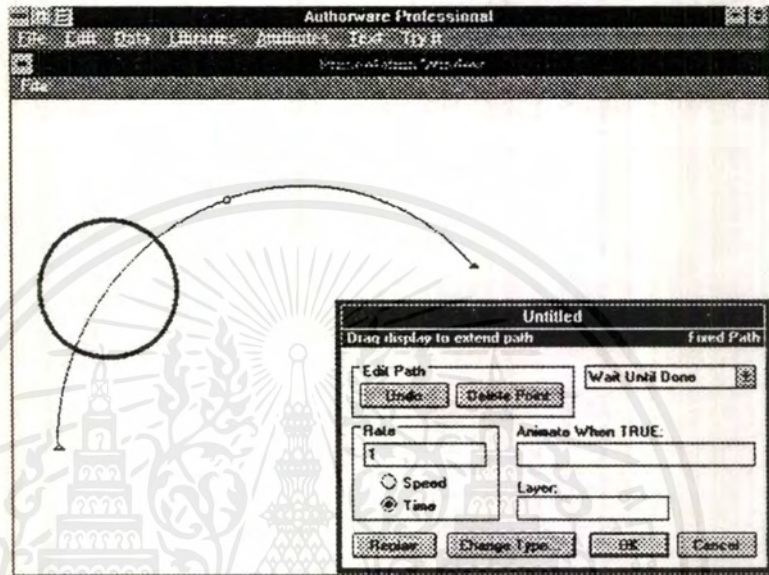 Authorware Professional
File Edit Data Libraries Attributes Text Try It
File
Untitled
Drag display to extend path Fixed Path
Edit Path
Undo Delete Point Wait Until Done
Rate Animate When TRUE:
1
Speed Layer:
Time
Replay Change Type... OK Cancel